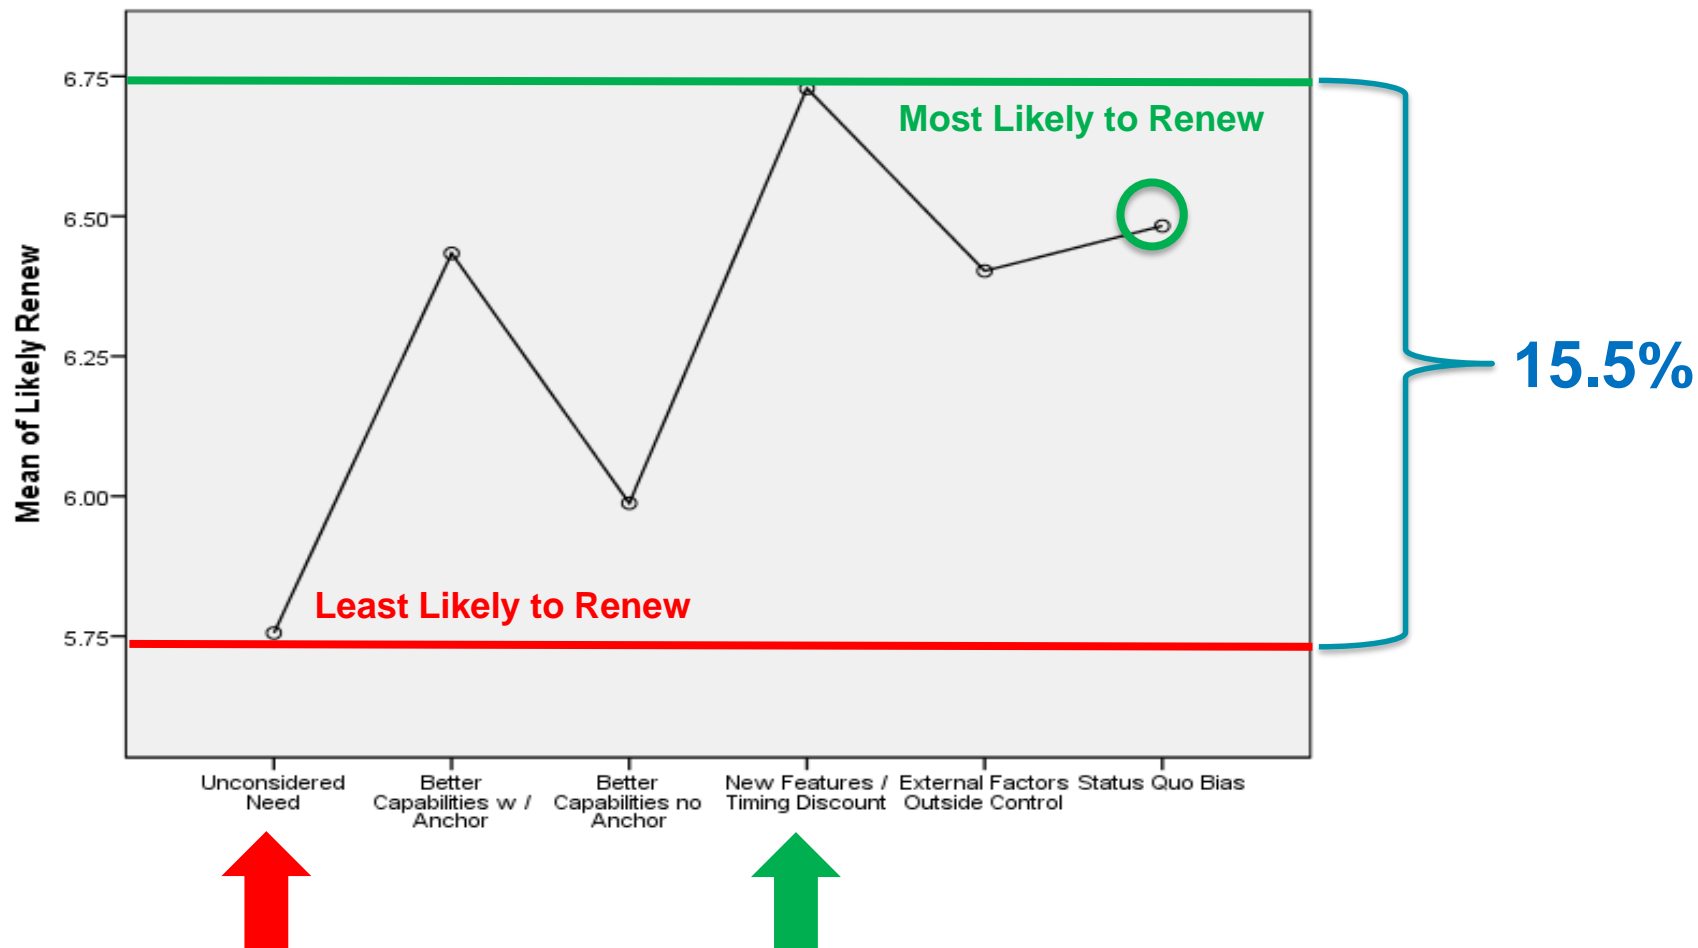 6.75
6.50
6.25
6.00
5.75
Mean of Likely Renew
Most Likely to Renew
Least Likely to Renew
15.5%
Unconsidered
Need
Better
Capabilities w /
Anchor
Better
Capabilities no
Anchor
New Features /
Timing Discount
External Factors
Outside Control
Status Quo Bias